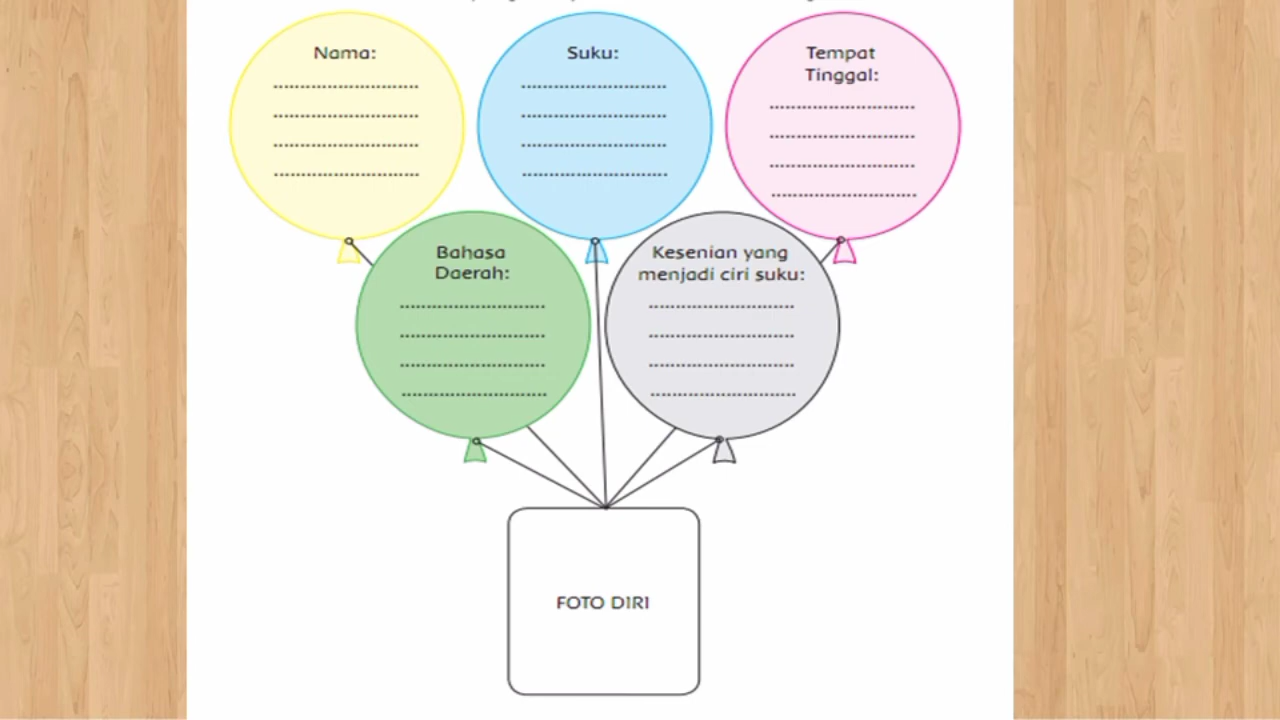 Nama:
................................
................................
................................
................................
Suku:
................................
................................
................................
................................
Tempat
Tinggal:
................................
................................
................................
................................
Bahasa
Daerah:
................................
................................
................................
................................
Kesenian yang
menjadi ciri suku:
................................
................................
................................
................................
FOTO DIRI